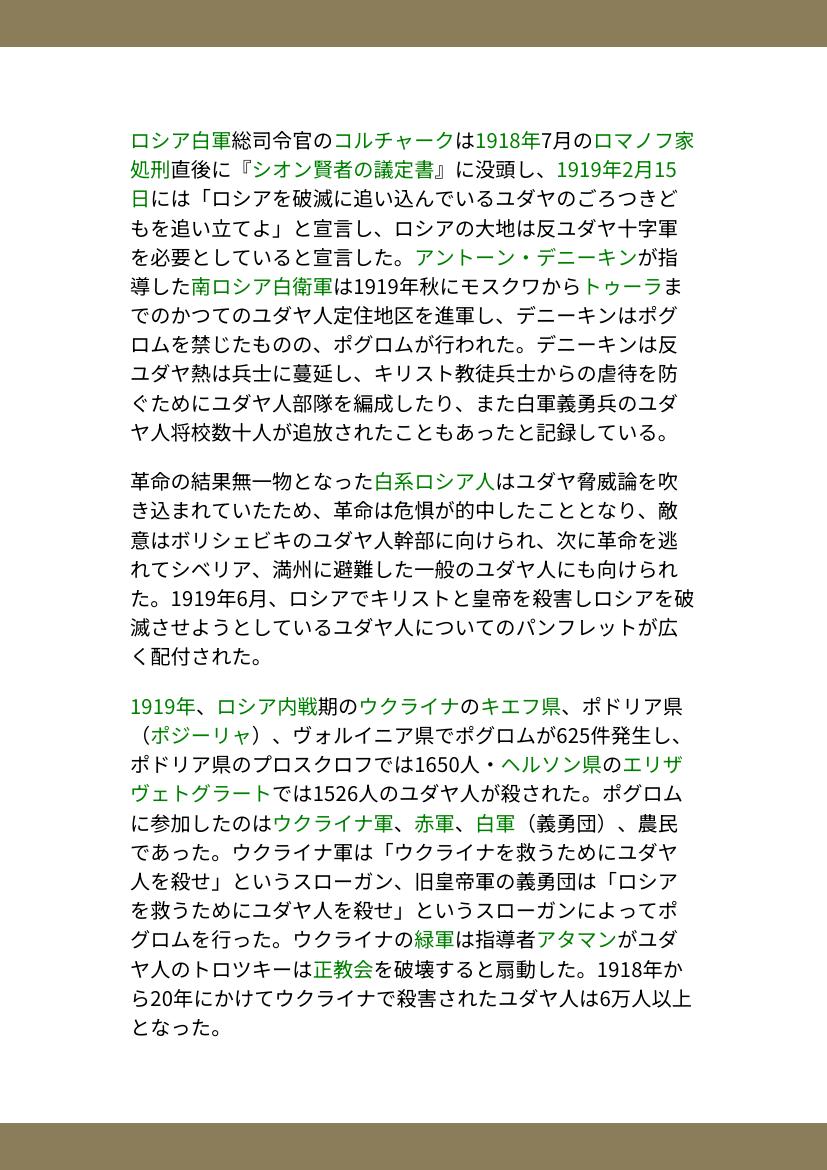 ロシア白軍総司令官のコルチャークは1918年7月のロマノフ家
処刑直後に『シオン賢者の議定書』に没頭し、1919年2月15
日には「ロシアを破滅に追い込んでいるユダヤのごろつきど
もを追い立てよ」と宣言し、ロシアの大地は反ユダヤ十字軍
を必要としていると宣言した。アントーン・デニーキンが指
導した南ロシア白衛軍は1919年秋にモスクワからトゥーラま
でのかつてのユダヤ人定住地区を進軍し、デニーキンはポグ
ロムを禁じたものの、ポグロムが行われた。デニーキンは反
ユダヤ熱は兵士に蔓延し、キリスト教徒兵士からの虐待を防
ぐためにユダヤ人部隊を編成したり、また白軍義勇兵のユダ
ヤ人将校数十人が追放されたこともあったと記録している。
革命の結果無一物となった白系ロシア人はユダヤ脅威論を吹
き込まれていたため、革命は危惧が的中したこととなり、敵
意はボリシェビキのユダヤ人幹部に向けられ、次に革命を逃
れてシベリア、満州に避難した一般のユダヤ人にも向けられ
た。1919年6月、ロシアでキリストと皇帝を殺害しロシアを破
滅させようとしているユダヤ人についてのパンフレットが広
く配付された。
1919年、ロシア内戦期のウクライナのキエフ県、ポドリア県
（ポジーリャ）、ヴォルイニア県でポグロムが625件発生し、
ポドリア県のプロスクロフでは1650人・ヘルソン県のエリザ
ヴェトグラートでは1526人のユダヤ人が殺された。ポグロム
に参加したのはウクライナ軍、赤軍、白軍（義勇団）、農民
であった。ウクライナ軍は「ウクライナを救うためにユダヤ
人を殺せ」というスローガン、旧皇帝軍の義勇団は「ロシア
を救うためにユダヤ人を殺せ」というスローガンによってポ
グロムを行った。ウクライナの緑軍は指導者アタマンがユダ
ヤ人のトロツキーは正教会を破壊すると扇動した。1918年か
ら20年にかけてウクライナで殺害されたユダヤ人は6万人以上
となった。